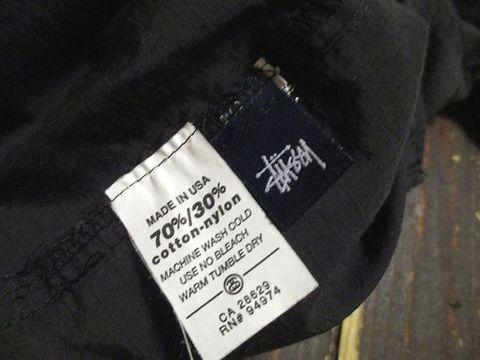 Stüssy
MADE IN USA
70%/30%
cotton-nylon
MACHINE WASH COLD
USE NO BLEACH
WARM TUMBLE DRY
CA 28629
RN# 94974